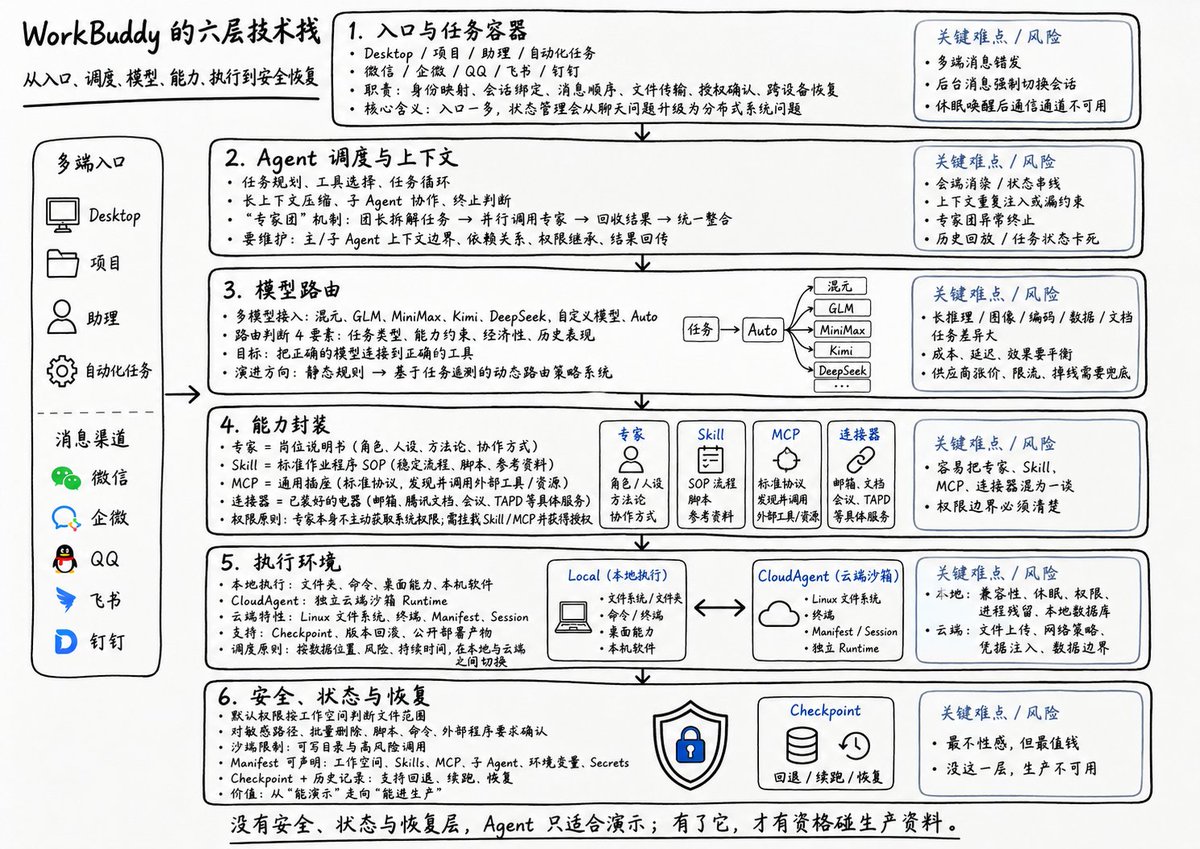 WorkBuddy 的六层技术栈
从入口、调度、模型、能力、执行到安全恢复
多端入口
Desktop
项目
助理
自动化任务
消息渠道
微信
企微
QQ
飞书
钉钉
1. 入口与任务容器
• Desktop / 项目 / 助理 / 自动化任务
• 微信 / 企微 / QQ / 飞书 / 钉钉
• 职责：身份映射、会话绑定、消息顺序、文件传输、授权确认、跨设备恢复
• 核心含义：入口一多，状态管理会从聊天问题升级为分布式系统问题
关键难点 / 风险
• 多端消息错发
• 后台消息强制切换会话
• 休眠唤醒后通信通道不可用
2. Agent 调度与上下文
• 任务规划、工具选择、任务循环
• 长上下文压缩、子 Agent 协作、终止判断
• “专家团”机制：团长拆解任务 → 并行调用专家 → 回收结果 → 统一整合
• 要维护：主/子 Agent 上下文边界、依赖关系、权限继承、结果回传
关键难点 / 风险
• 会端消染 / 状态串线
• 上下文重复注入或漏约束
• 专家团异常终止
• 历史回放 / 任务状态卡死
3. 模型路由
• 多模型接入：混元、GLM、MiniMax、Kimi、DeepSeek、自定义模型、Auto
• 路由判断 4 要素：任务类型、能力约束、经济性、历史表现
• 目标：把正确的模型连接到正确的工具
• 演进方向：静态规则 → 基于任务遥测的动态路由策略系统
任务
Auto
混元
GLM
MiniMax
Kimi
DeepSeek
...
关键难点 / 风险
• 长推理 / 图像 / 编码 / 数据 / 文档
任务差异大
• 成本、延迟、效果要平衡
• 供应商张价、限流、掉线需要兜底
4. 能力封装
• 专家 = 岗位说明书 (角色、人设、方法论、协作方式)
• Skill = 标准作业程序 SOP (稳定流程、脚本、参考资料)
• MCP = 通用插座 (标准协议，发现并调用外部工具 / 资源)
• 连接器 = 已装好的电器 (邮箱、腾讯文档、会议、TAPD 等具体服务)
• 权限原则：专家本身不主动获取系统权限；需挂载 Skill / MCP 并获得授权
专家
角色 / 人设
方法论
协作方式
Skill
SOP 流程
脚本
参考资料
MCP
标准协议
发现并调用
外部工具/资源
连接器
邮箱、文档
会议、TAPD
等具体服务
关键难点 / 风险
• 容易把专家、Skill、
MCP、连接器混为一谈
• 权限边界必须清楚
5. 执行环境
• 本地执行：文件夹、命令、桌面能力、本机软件
• CloudAgent：独立云端沙箱 Runtime
• 云端特性：Linux 文件系统、终端、Manifest、Session
• 支持：Checkpoint、版本回滚、公开部署产物
• 调度原则：按数据位置、风险、持续时间，在本地与云端
之间切换
Local (本地执行)
• 文件系统/文件夹
• 命令 / 终端
• 桌面能力
• 本机软件
CloudAgent (云端沙箱)
• Linux 文件系统
• 终端
• Manifest / Session
• 独立 Runtime
关键难点 / 风险
• 本地：兼容性、休眠、权限、
进程残留、本地数据库
• 云端：文件上传、网络策略、
凭据注入、数据边界
6. 安全、状态与恢复
• 默认权限按工作空间判断文件范围
• 对敏感路径、批量删除、脚本、命令、外部程序要求确认
• 沙端限制：可写目录与高风险调用
• Manifest 可声明：工作空间、Skills、MCP、子 Agent、环境变量、Secrets
• Checkpoint + 历史记录：支持回退、续跑、恢复
• 价值：从“能演示”走向“能进生产”
Checkpoint
回退 / 续跑 / 恢复
关键难点 / 风险
• 最不性感，但最值钱
• 没这一层，生产不可用
没有安全、状态与恢复层，Agent 只适合演示；有了它，才有资格碰生产资料。